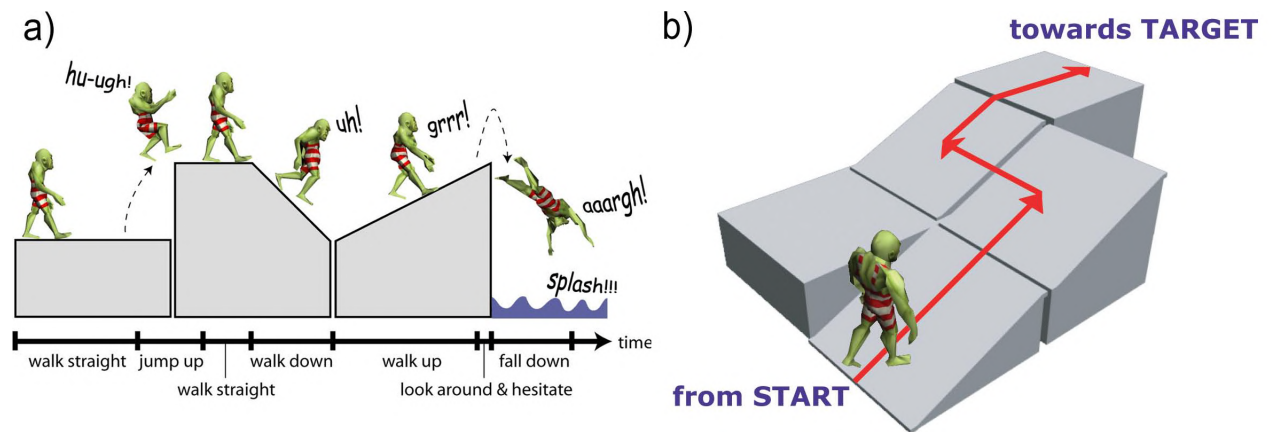 a)
hu-ugh!
uh!
grrr!
aaargh!
splash!!!
time
walk straight
jump up
walk straight
walk down
walk up
look around & hesitate
fall down
b)
towards TARGET
from START